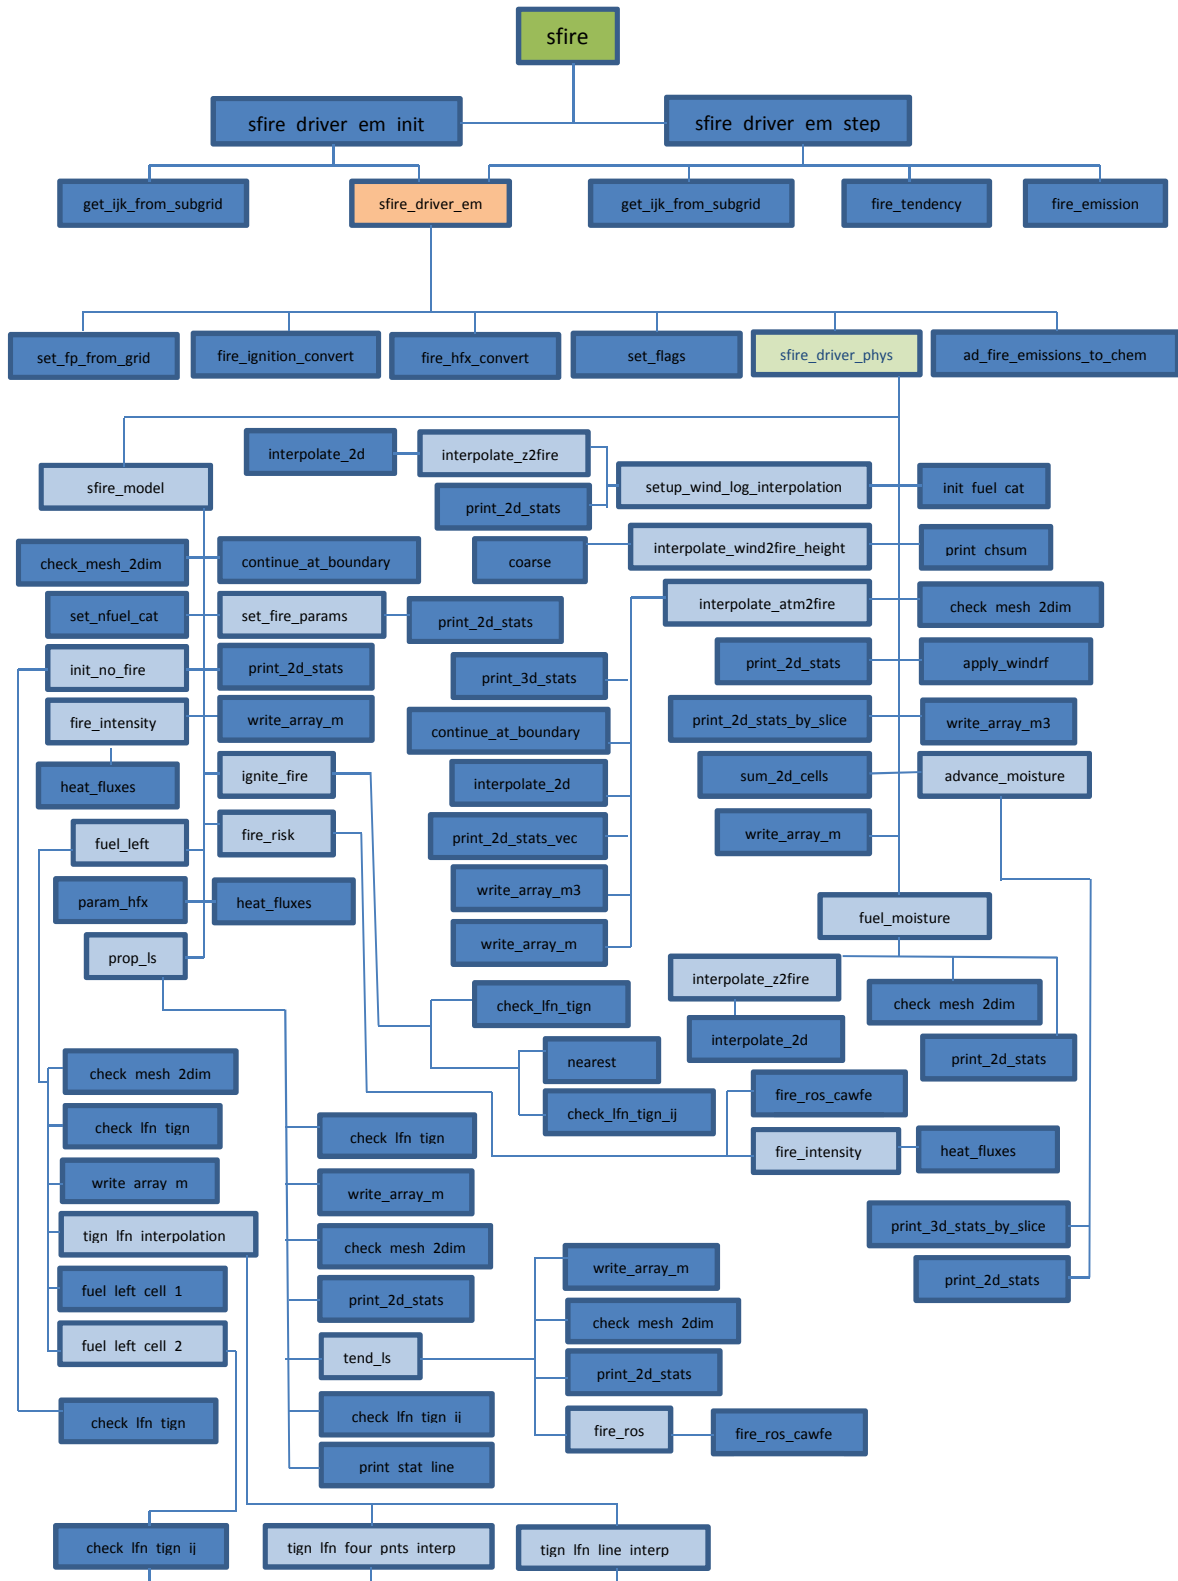 sfire
sfire driver em init
sfire driver em step
get_ijk_from_subgrid
sfire_driver_em
get_ijk_from_subgrid
fire_tendency
fire_emission
set_fp_from_grid
fire_ignition_convert
fire_hfx_convert
set_flags
sfire_driver_phys
ad_fire_emissions_to_chem
interpolate_2d
interpolate_z2fire
sfire_model
setup_wind_log_interpolation
init fuel cat
print_2d_stats
check_mesh_2dim
continue_at_boundary
coarse
interpolate_wind2fire_height
print chsum
set_nfuel_cat
set_fire_params
print_2d_stats
interpolate_atm2fire
check mesh 2dim
init_no_fire
print_2d_stats
print_3d_stats
print_2d_stats
apply_windrf
fire_intensity
write_array_m
continue_at_boundary
print_2d_stats_by_slice
write_array_m3
heat_fluxes
ignite_fire
interpolate_2d
sum_2d_cells
advance_moisture
fuel_left
fire_risk
print_2d_stats_vec
write_array_m
param_hfx
heat_fluxes
write_array_m3
fuel_moisture
prop_ls
write_array_m
interpolate_z2fire
check_lfn_tign
check mesh 2dim
interpolate_2d
nearest
print_2d_stats
check mesh 2dim
fire_ros_cawfe
check lfn tign
check_lfn_tign_ij
check lfn tign
fire_intensity
heat_fluxes
write array m
write_array_m
tign lfn interpolation
check mesh 2dim
print_3d_stats_by_slice
write_array_m
fuel left cell 1
print_2d_stats
print_2d_stats
check mesh 2dim
fuel left cell 2
tend_ls
print_2d_stats
check lfn tign
check lfn tign ij
fire_ros
fire_ros_cawfe
print stat line
check lfn tign ij
tign lfn four pnts interp
tign lfn line interp